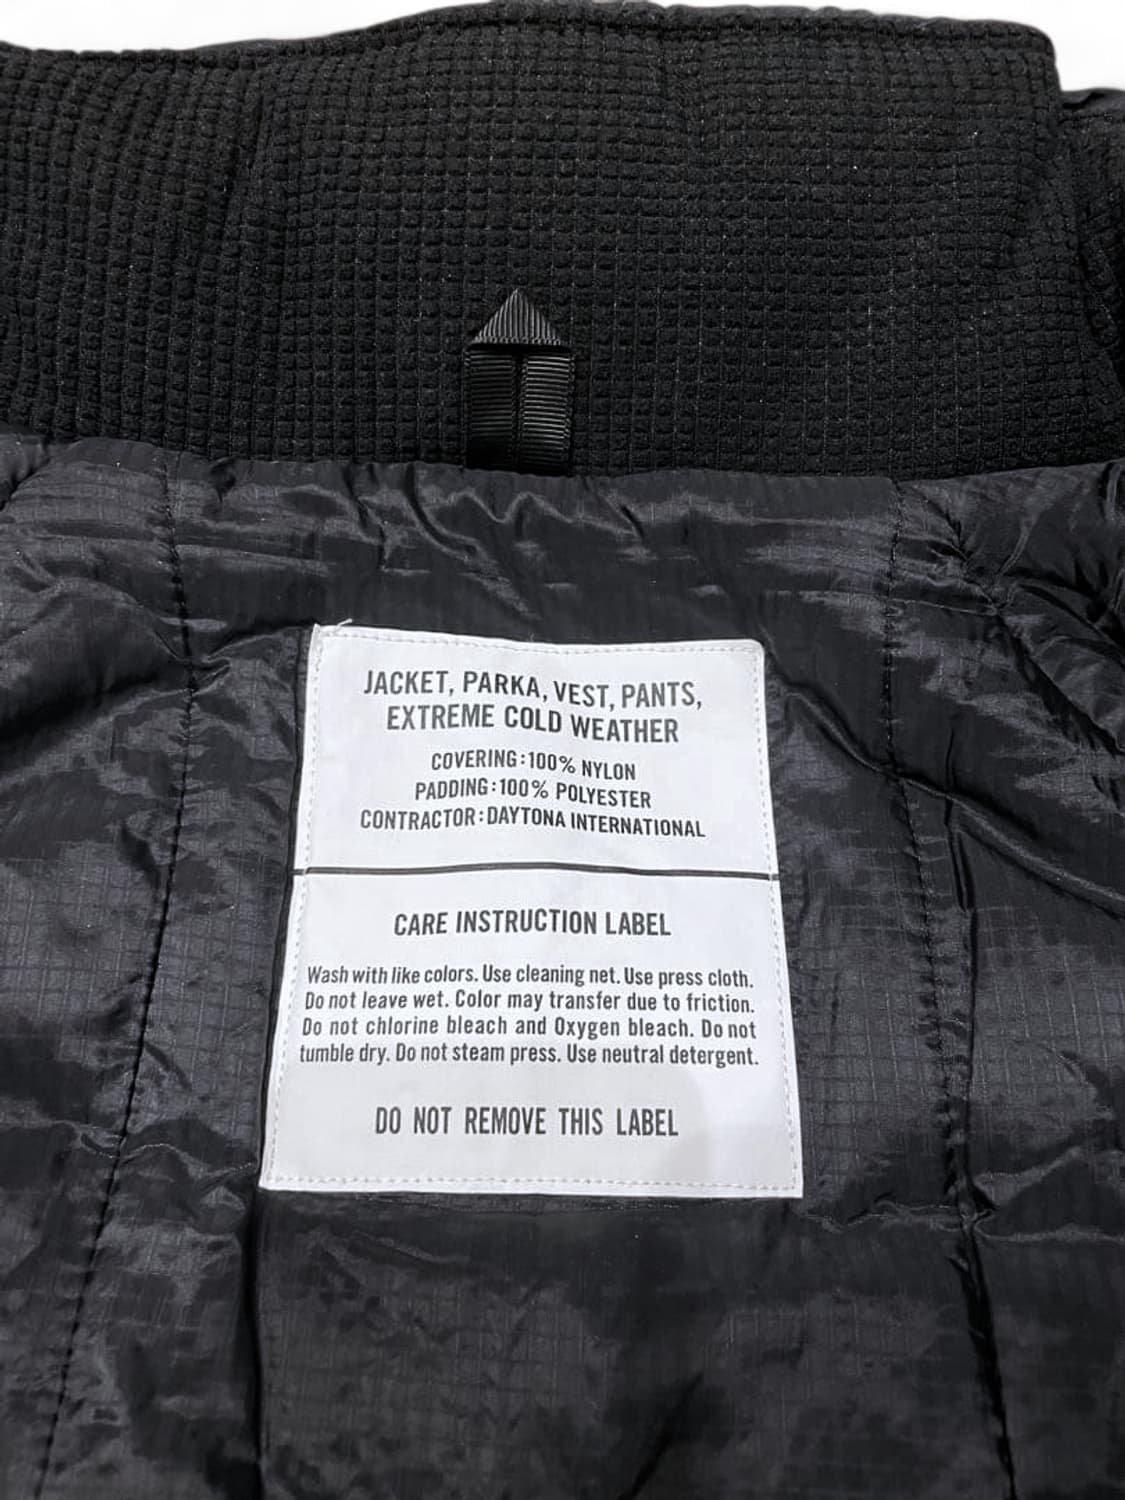 JACKET, PARKA, VEST, PANTS,
EXTREME COLD WEATHER
COVERING:100% NYLON
PADDING:100% POLYESTER
CONTRACTOR:DAYTONA INTERNATIONAL
CARE INSTRUCTION LABEL
Wash with like colors. Use cleaning net. Use press cloth.
Do not leave wet. Color may transfer due to friction.
Do not chlorine bleach and Oxygen bleach. Do not
tumble dry. Do not steam press. Use neutral detergent.
DO NOT REMOVE THIS LABEL